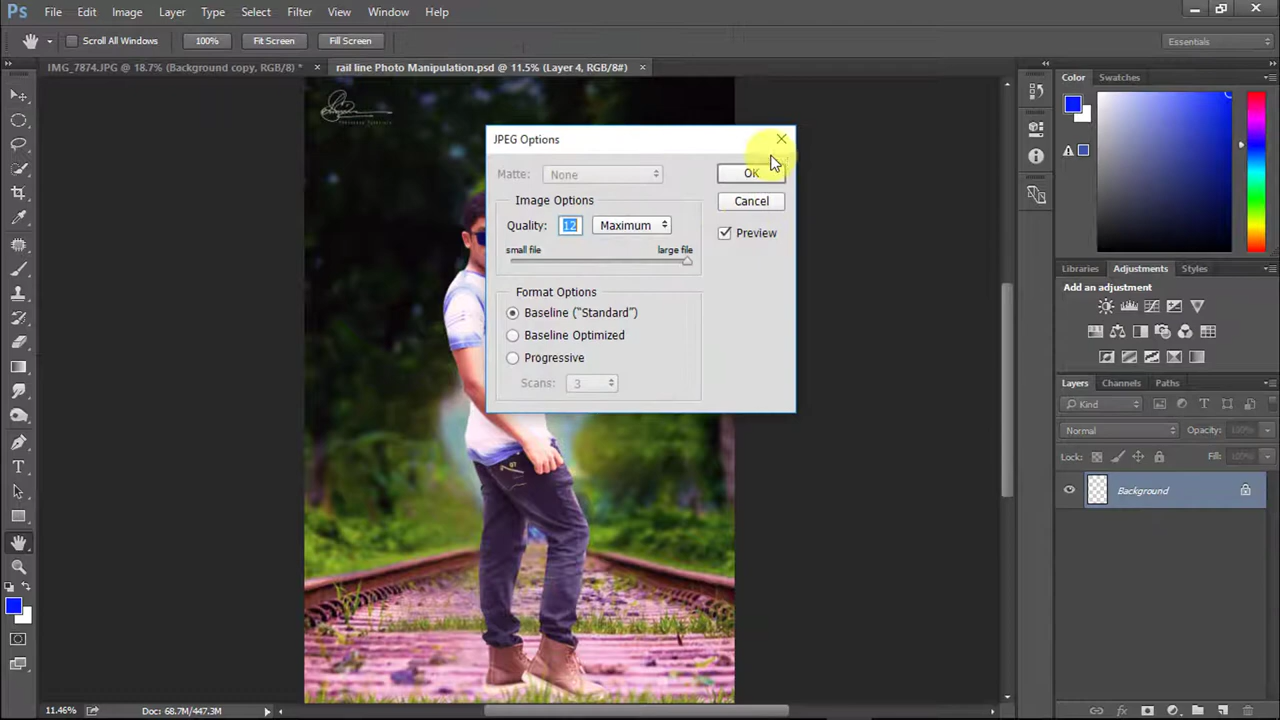 Ps File Edit Image Layer Type Select Filter View Window Help
Scroll All Windows 100% Fit Screen Fill Screen Essentials
IMG_7874.JPG @ 18.7% (Background copy, RGB/8) * × rail line Photo Manipulation.psd @ 11.5% (Layer 4, RGB/8#) ×
Color Swatches
JPEG Options
Matte: None
OK
Image Options
Cancel
Quality: 12 Maximum
Preview
small file large file
Format Options
Baseline ("Standard")
Baseline Optimized
Progressive
Scans: 3
Libraries Adjustments Styles
Add an adjustment
Layers Channels Paths
Kind
Normal Opacity: 100%
Lock: Fill: 100%
Background
11.46% Doc: 68.7M/447.3M